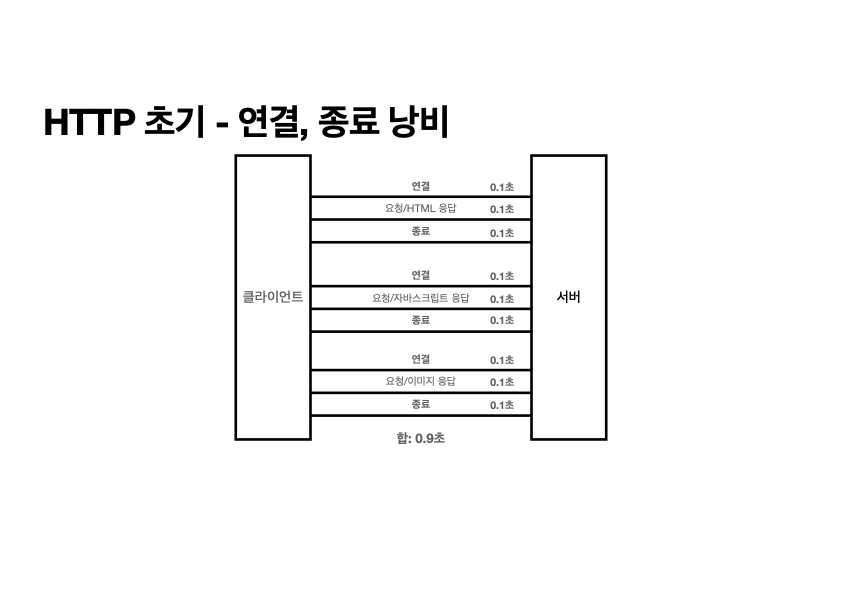 HTTP 초기 - 연결, 종료 낭비
연결 0.1초
요청/HTML 응답 0.1초
종료 0.1초
연결 0.1초
클라이언트 요청/자바스크립트 응답 0.1초 서버
종료 0.1초
연결 0.1초
요청/이미지 응답 0.1초
종료 0.1초
합: 0.9초